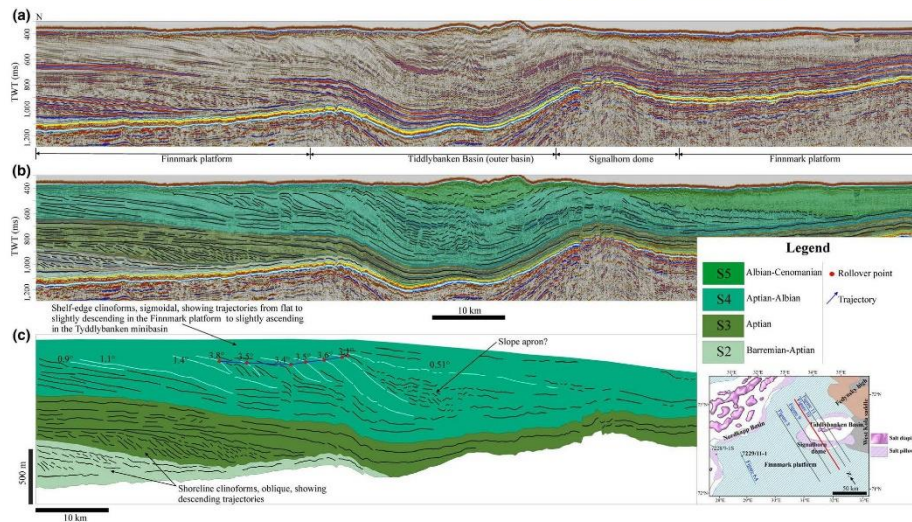 (a)
N
400
600
800
1,000
1,200
TWT (ms)
Finnmark platform
Tiddlybanken Basin (outer basin)
Signalhorn dome
Finnmark platform
(b)
400
600
800
1,000
1,200
TWT (ms)
10 km
Legend
S5 Albian-Cenomanian
S4 Aptian-Albian
S3 Aptian
S2 Barremian-Aptian
Rollover point
Trajectory
Shelf-edge clinoforms, sigmoidal, showing trajectories from flat to
slightly descending in the Finnmark platform to slightly ascending
in the Tyddlybanken minibasin
(c)
0.9°
1.1°
1.4°
3.8°
3.5°
3.4°
3.5°
3.6°
0.51°
Slope apron?
Shoreline clinoforms, oblique, showing
descending trajectories
500 m
10 km
Nordkapp Basin
Fedynsky high
Tiddlybanken Basin
Signalhorn
dome
7229/11-1
Finnmark platform
Salt diapir
Salt pillow
50 km
N